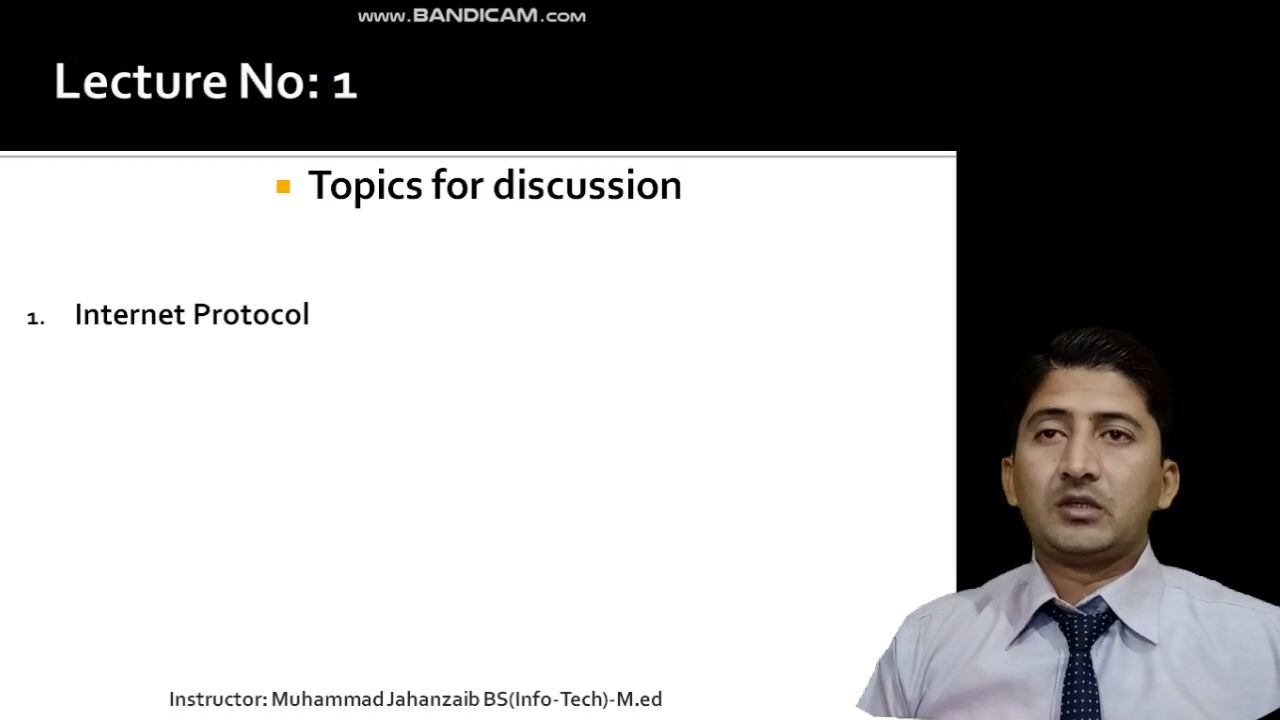 www.BANDICAM.com
Lecture No: 1
Topics for discussion
1. Internet Protocol
Instructor: Muhammad Jahanzaib BS(Info-Tech)-M.ed